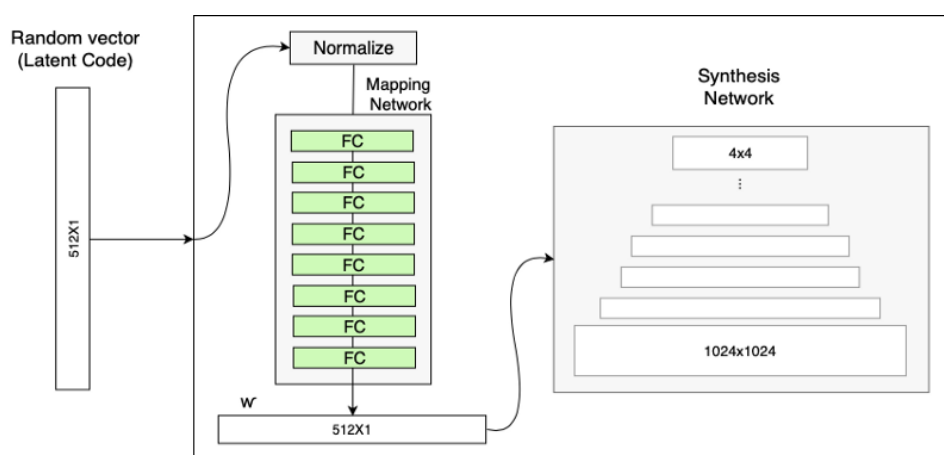 Random vector
(Latent Code)
512X1
Normalize
Mapping
Network
FC
FC
FC
FC
FC
FC
FC
FC
w
512X1
Synthesis
Network
4x4
...
1024x1024